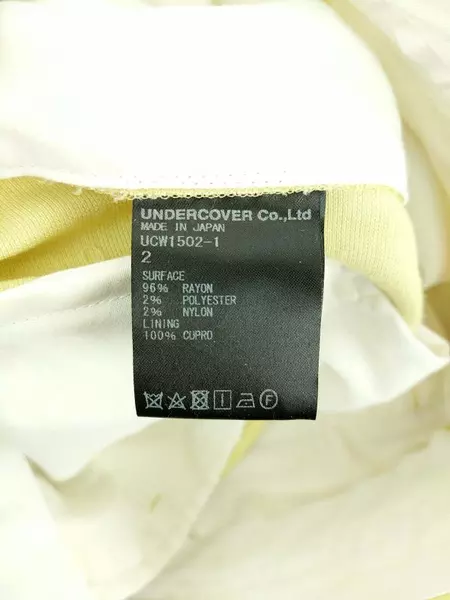 UNDERCOVER Co.,Ltd
MADE IN JAPAN
UCW1502-1
2
SURFACE
96% RAYON
2% POLYESTER
2% NYLON
LINING
100% CUPRO
F